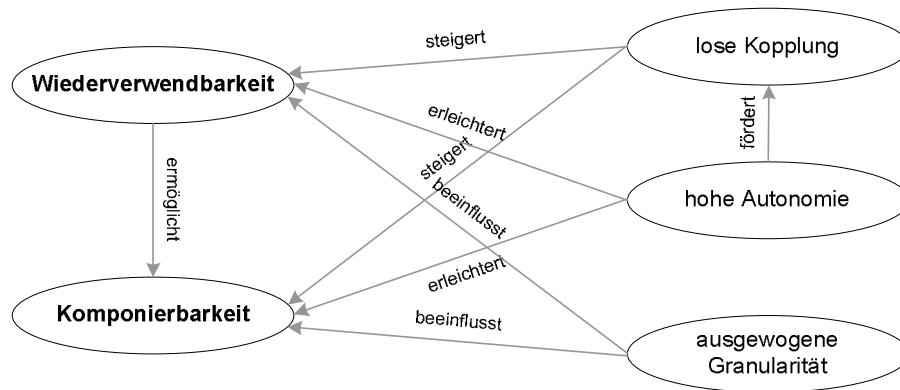 lose Kopplung
steigert
Wiederverwendbarkeit
erleichtert
fördert
steigert
ermöglicht
beeinflusst
hohe Autonomie
erleichtert
Komponierbarkeit
beeinflusst
ausgewogene
Granularität